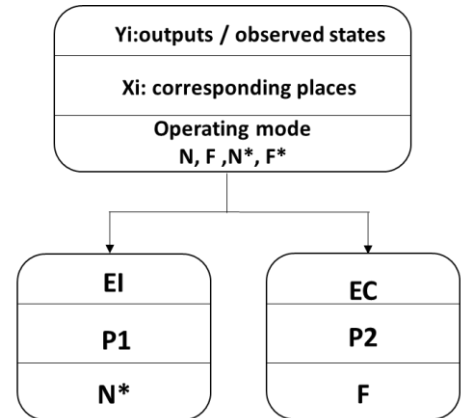 Yi:outputs / observed states
Xi: corresponding places
Operating mode
N, F ,N*, F*
EI
P1
N*
EC
P2
F